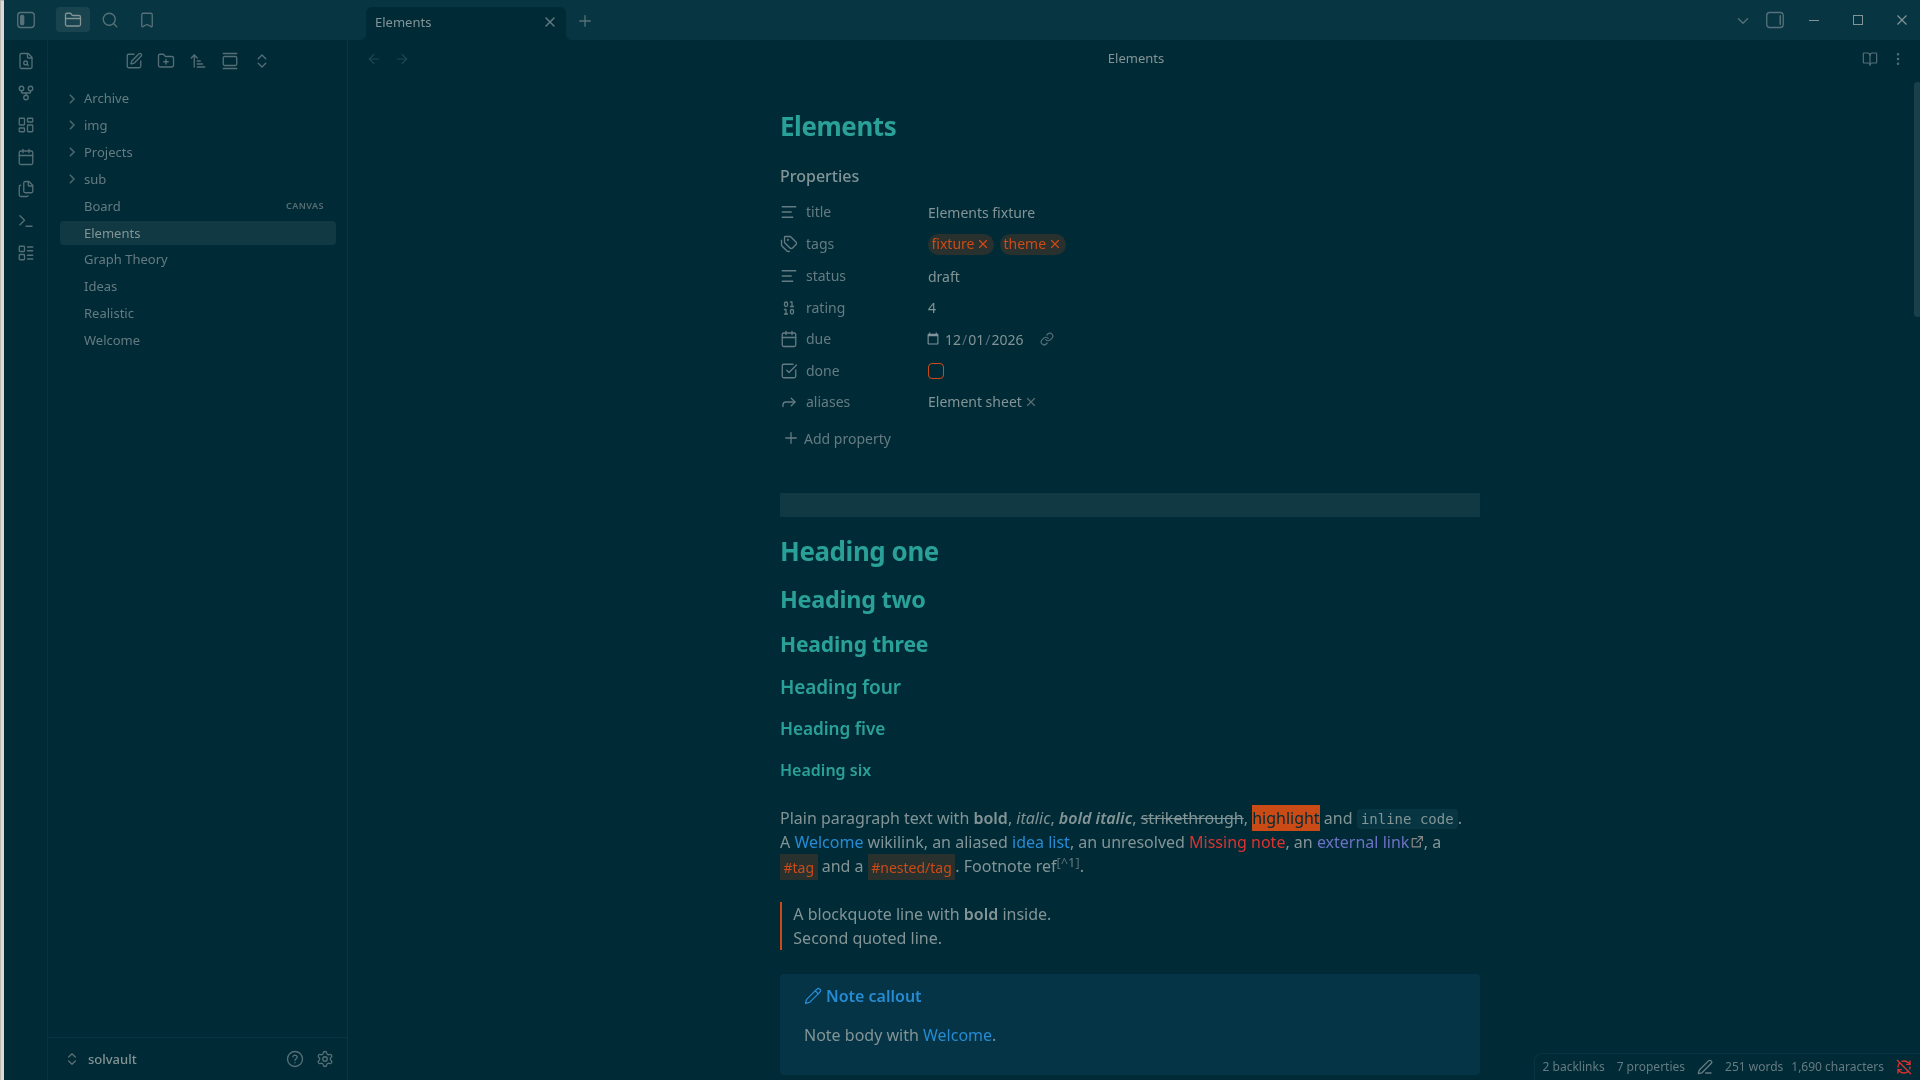 Elements
Elements
Archive
img
Projects
sub
Board CANVAS
Elements
Graph Theory
Ideas
Realistic
Welcome
solvault
Elements
Properties
title Elements fixture
tags fixture theme
status draft
rating 4
due 12/01/2026
done
aliases Element sheet
Add property
Heading one
Heading two
Heading three
Heading four
Heading five
Heading six
Plain paragraph text with bold, italic, bold italic, strikethrough, highlight and inline code.
A Welcome wikilink, an aliased idea list, an unresolved Missing note, an external link, a
#tag and a #nested/tag. Footnote ref[^1].
A blockquote line with bold inside.
Second quoted line.
Note callout
Note body with Welcome.
2 backlinks 7 properties 251 words 1,690 characters